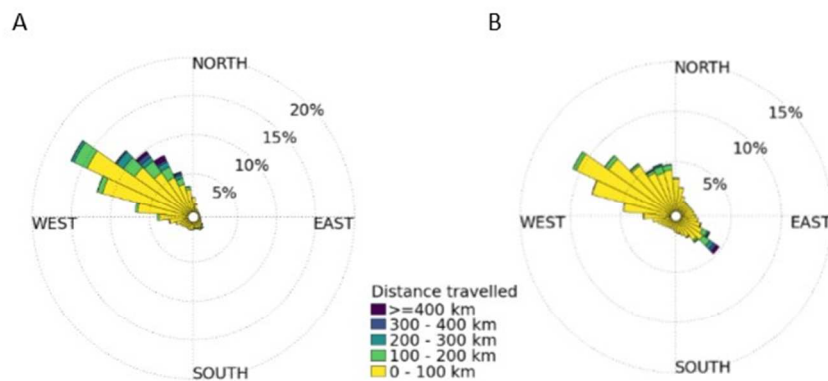 A
B
NORTH
20%
15%
10%
5%
WEST
EAST
SOUTH
NORTH
15%
10%
5%
WEST
EAST
SOUTH
Distance travelled
>=400 km
300 - 400 km
200 - 300 km
100 - 200 km
0 - 100 km